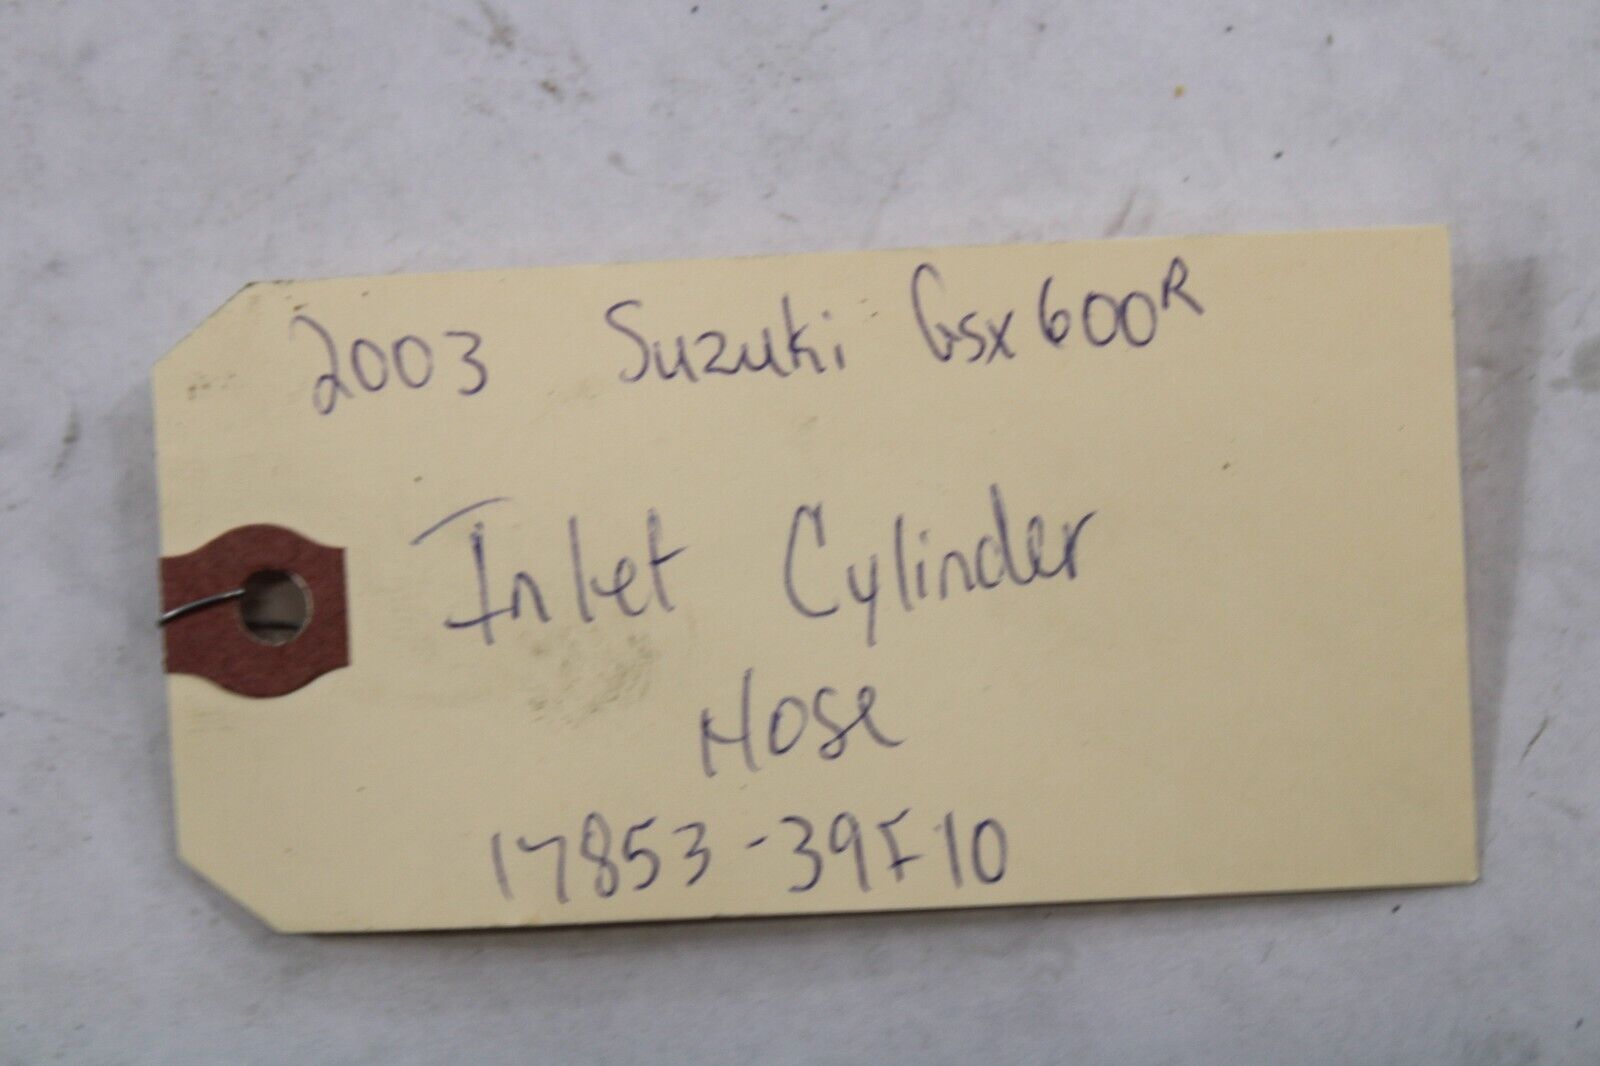 2003 Suzuki Gsx600R
Inlet Cylinder
Hose
17853-39F10